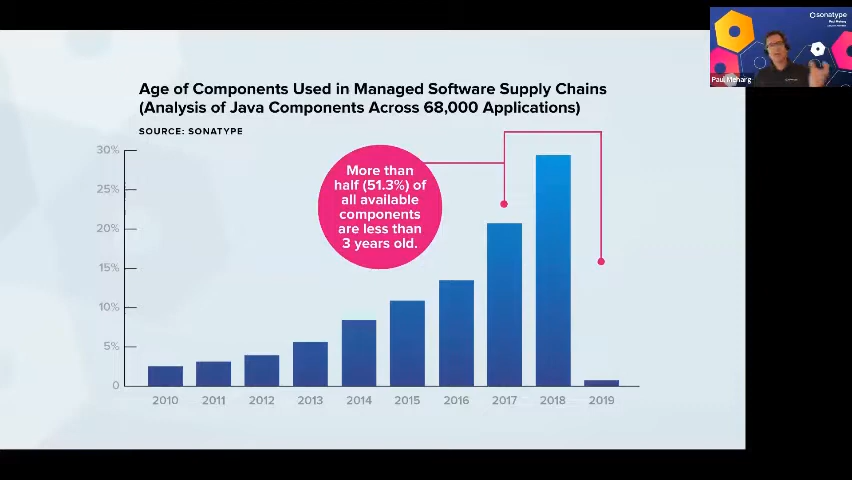 Age of Components Used in Managed Software Supply Chains
(Analysis of Java Components Across 68,000 Applications)
SOURCE: SONATYPE
30%
25%
20%
15%
10%
5%
0
More than
half (51.3%) of
all available
components
are less than
3 years old.
2010 2011 2012 2013 2014 2015 2016 2017 2018 2019
sonatype
Paul Meharg